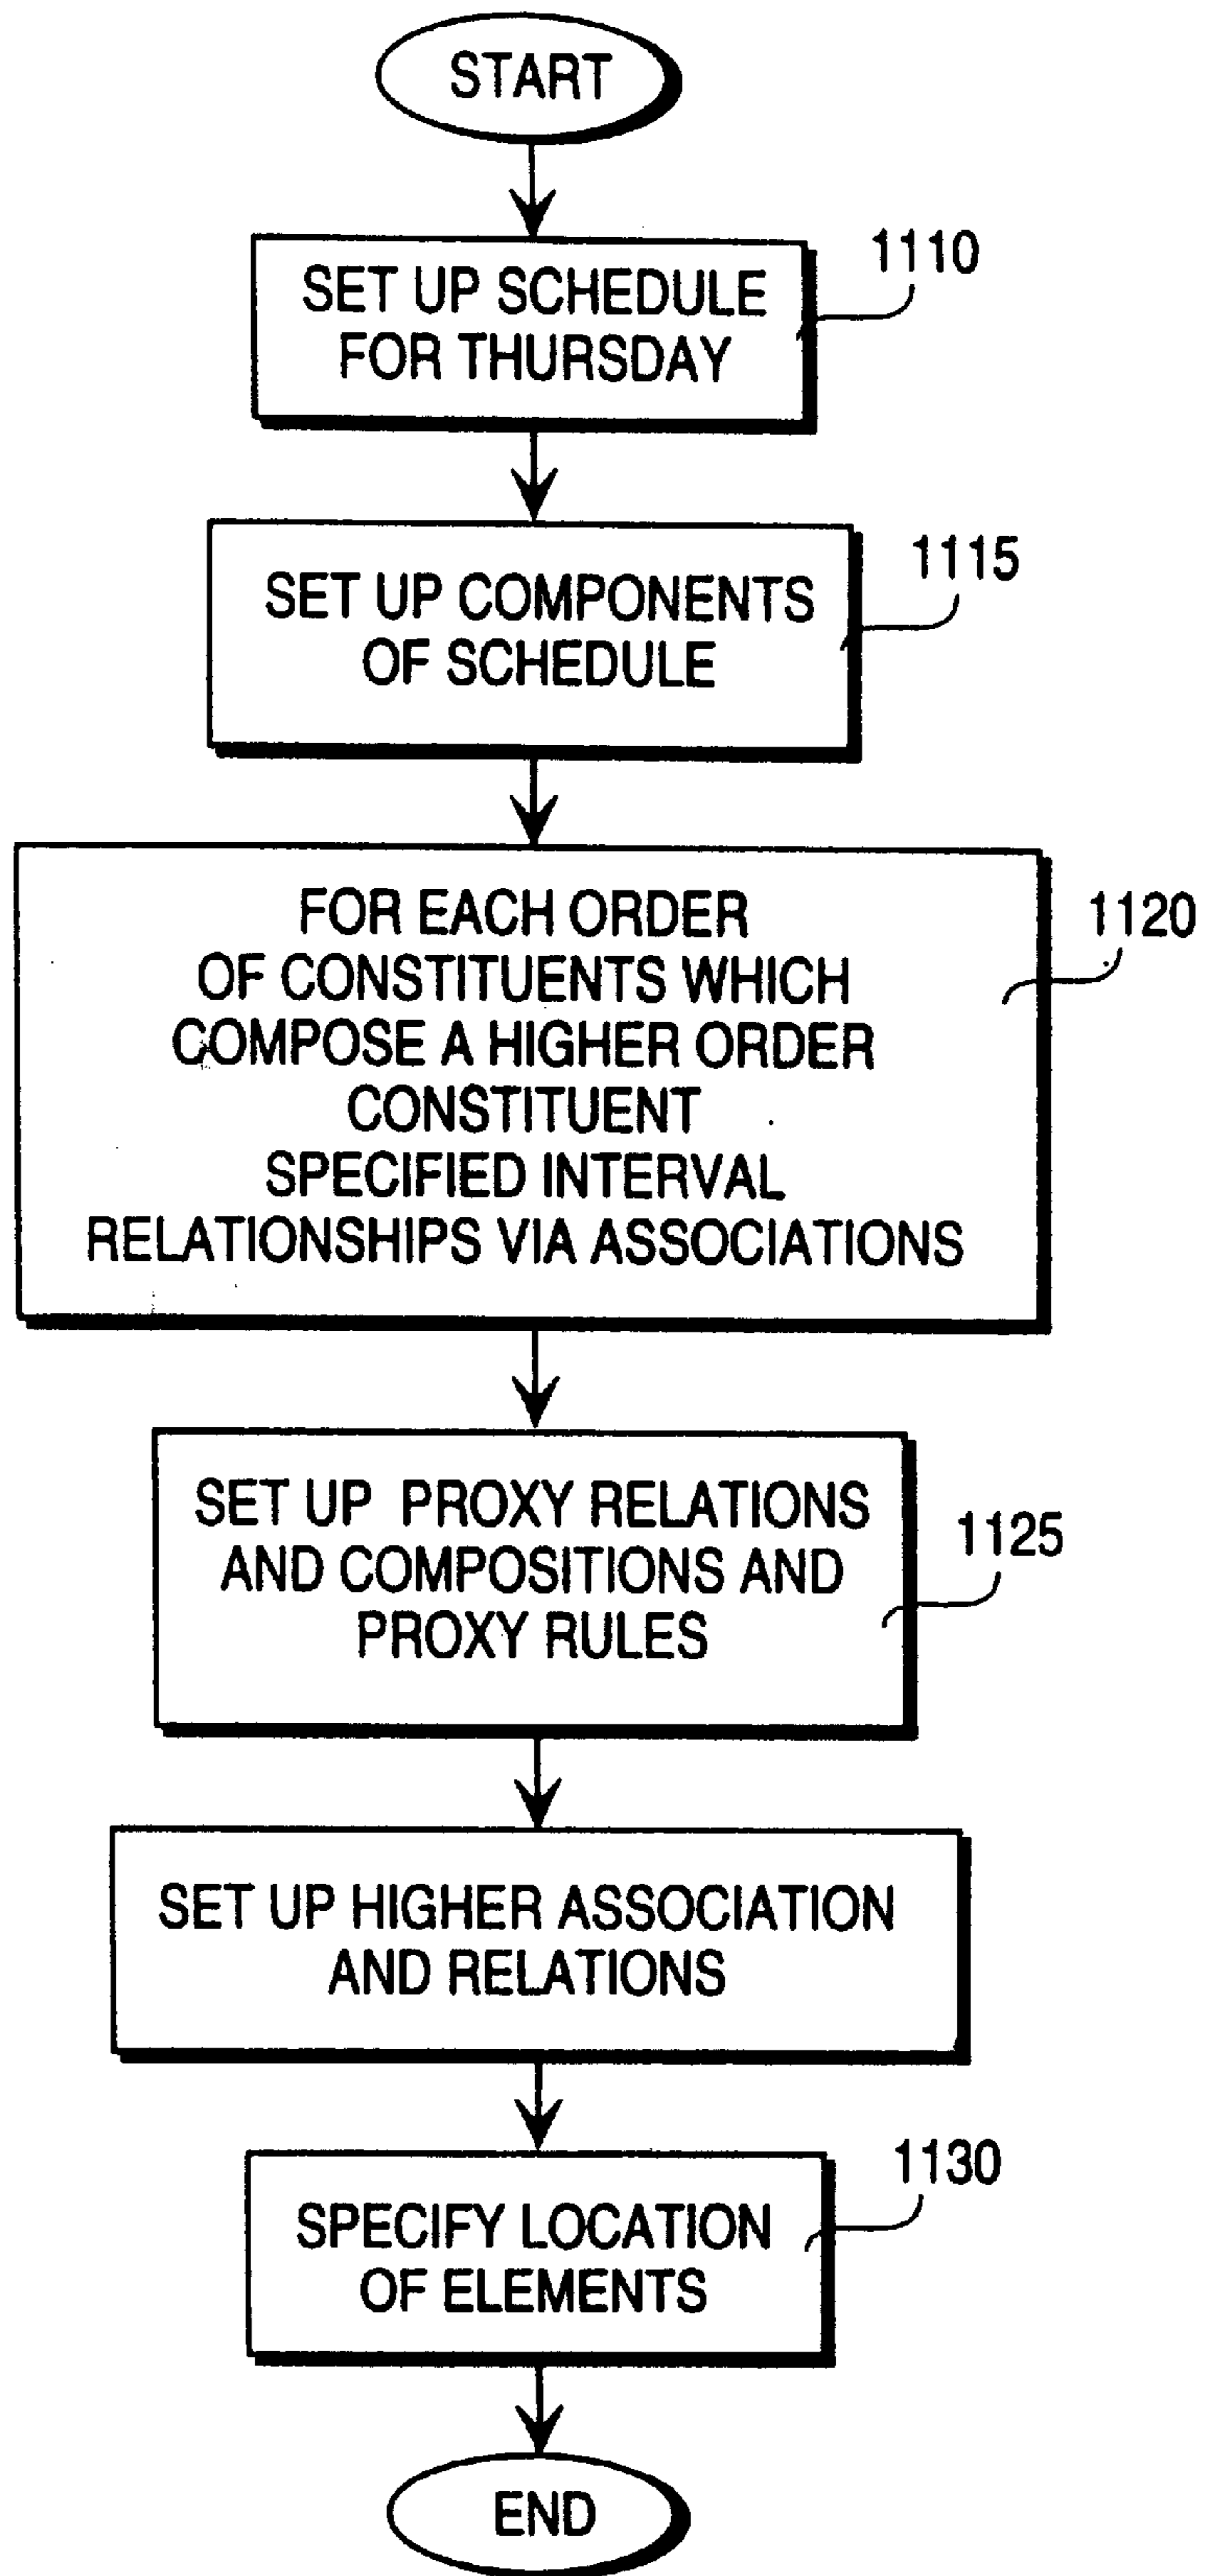 START
1110
SET UP SCHEDULE
FOR THURSDAY
1115
SET UP COMPONENTS
OF SCHEDULE
1120
FOR EACH ORDER
OF CONSTITUENTS WHICH
COMPOSE A HIGHER ORDER
CONSTITUENT
SPECIFIED INTERVAL
RELATIONSHIPS VIA ASSOCIATIONS
1125
SET UP PROXY RELATIONS
AND COMPOSITIONS AND
PROXY RULES
SET UP HIGHER ASSOCIATION
AND RELATIONS
1130
SPECIFY LOCATION
OF ELEMENTS
END